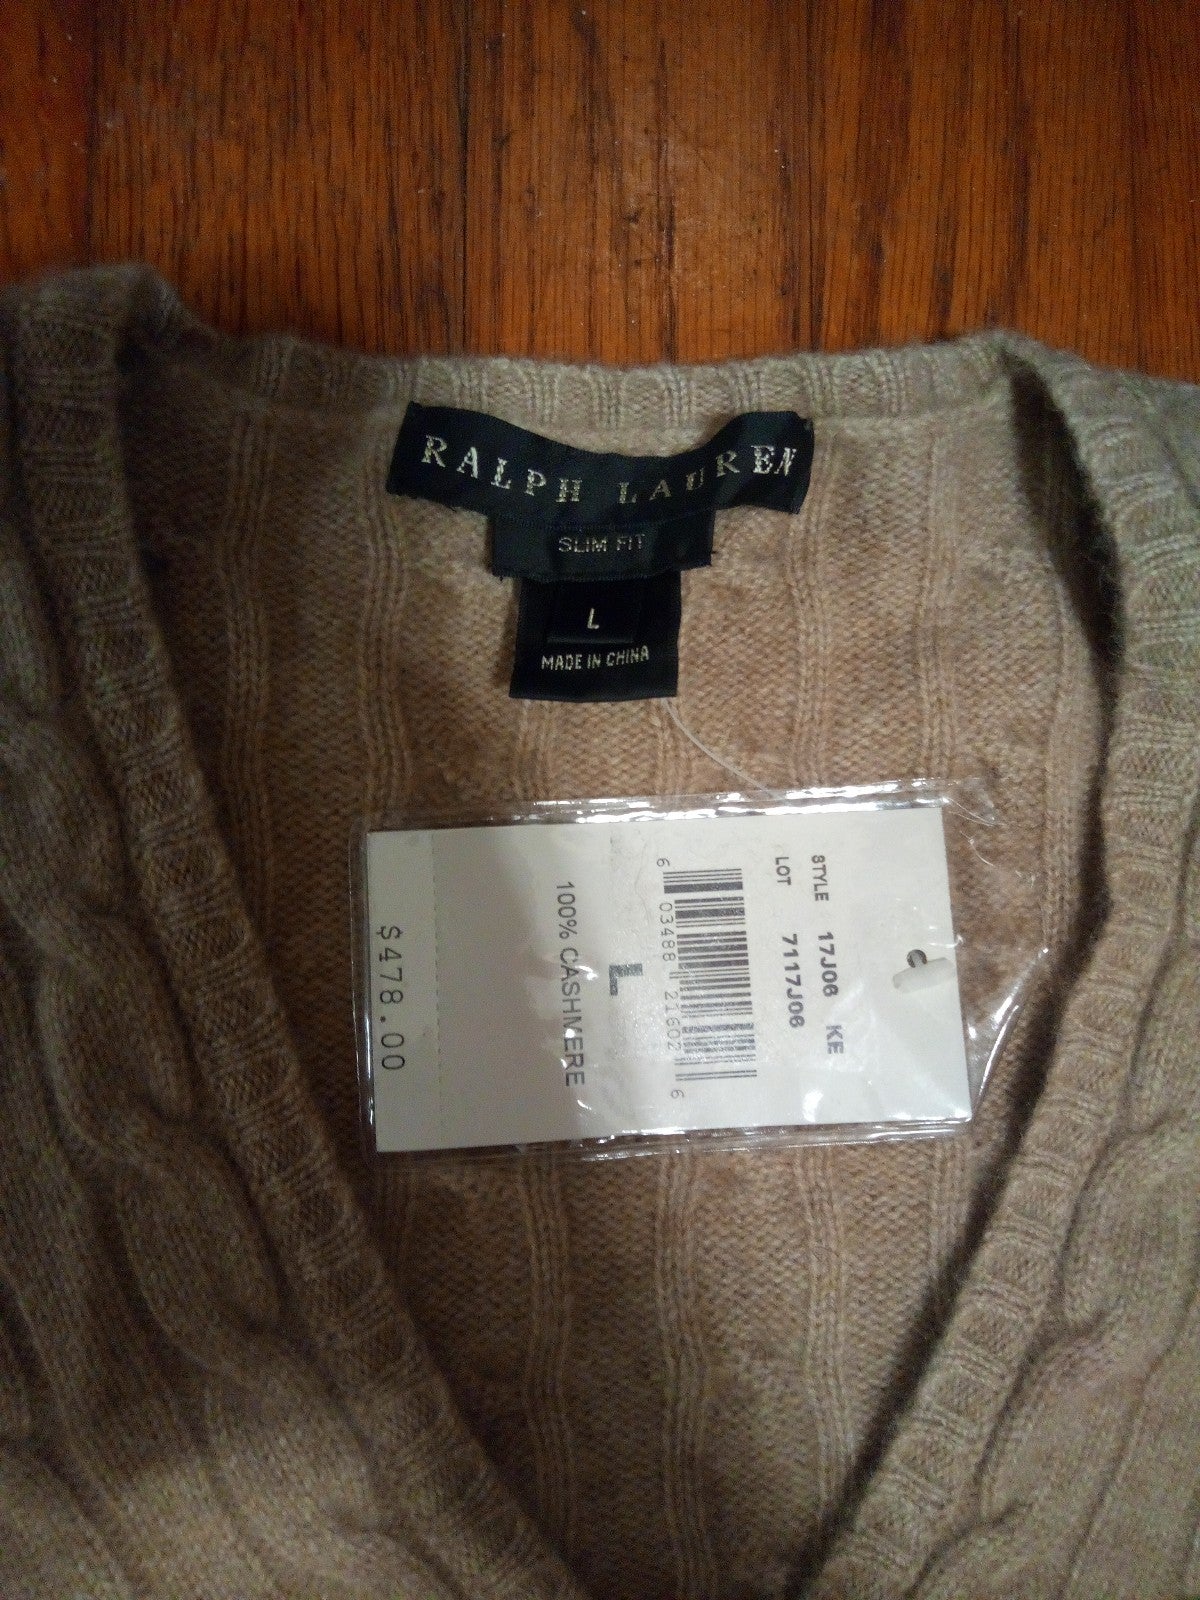 RALPH LAUREN
SLIM FIT
L
MADE IN CHINA
STYLE 17J06 KE
LOT 7117J06
6 03488 21602 6
L
100% CASHMERE
$478.00